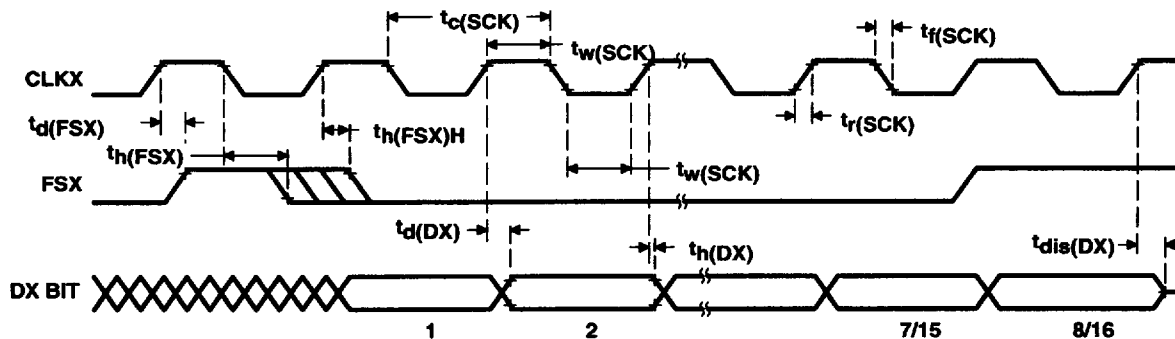 tc(SCK)
tw(SCK)
tf(SCK)
CLKX
td(FSX)
th(FSX)H
tr(SCK)
th(FSX)
tw(SCK)
FSX
td(DX)
th(DX)
tdis(DX)
DX BIT
1 2 7/15 8/16